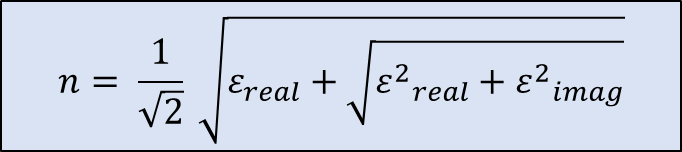 n = 1/√2 √(ε_real + √(ε²_real + ε²_imag))